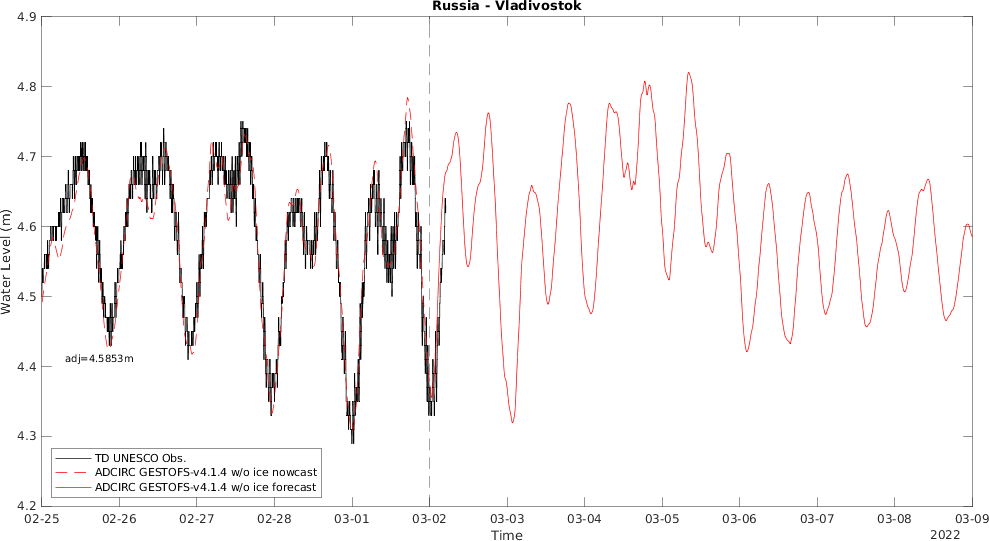 Russia - Vladivostok
4.9
4.8
4.7
4.6
4.5
4.4
4.3
4.2
Water Level (m)
adj=4.5853m
TD UNESCO Obs.
ADCIRC GESTOFS-v4.1.4 w/o ice nowcast
ADCIRC GESTOFS-v4.1.4 w/o ice forecast
02-25 02-26 02-27 02-28 03-01 03-02 03-03 03-04 03-05 03-06 03-07 03-08 03-09
Time
2022